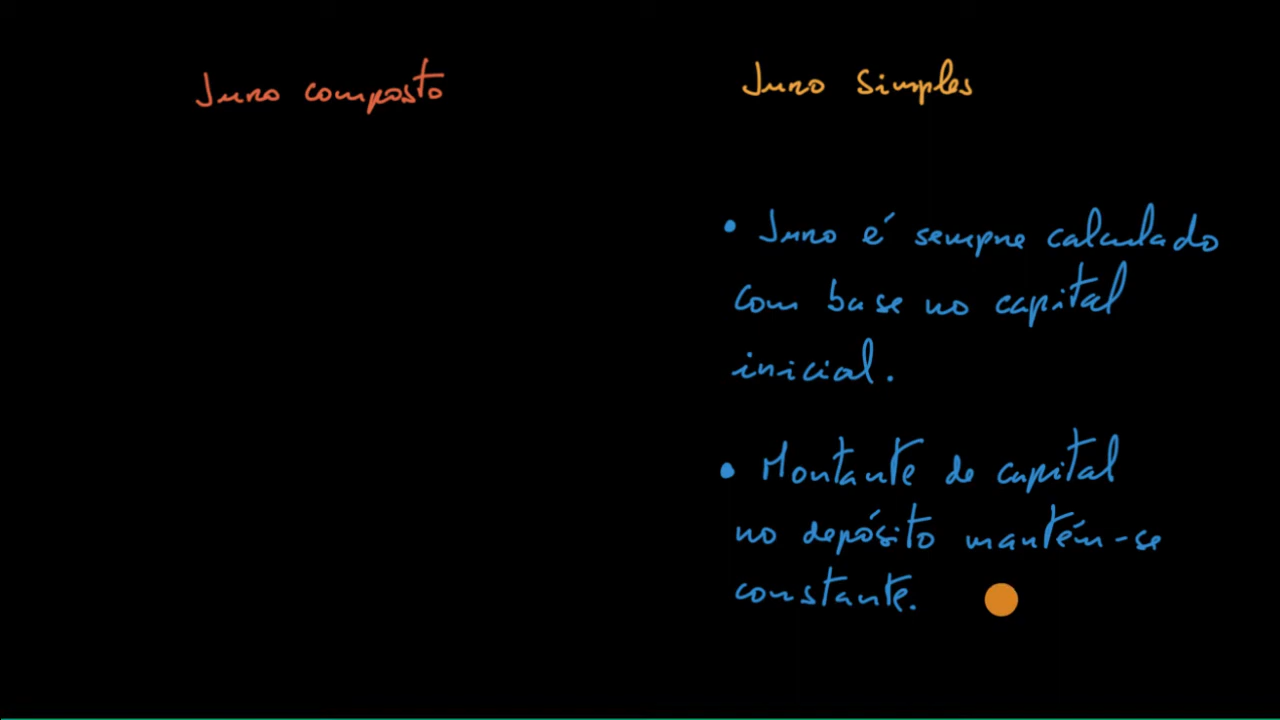 Juro composto
Juro Simples
• Juro é sempre calculado
com base no capital
inicial.
• Montante de capital
no depósito mantém-se
constante.